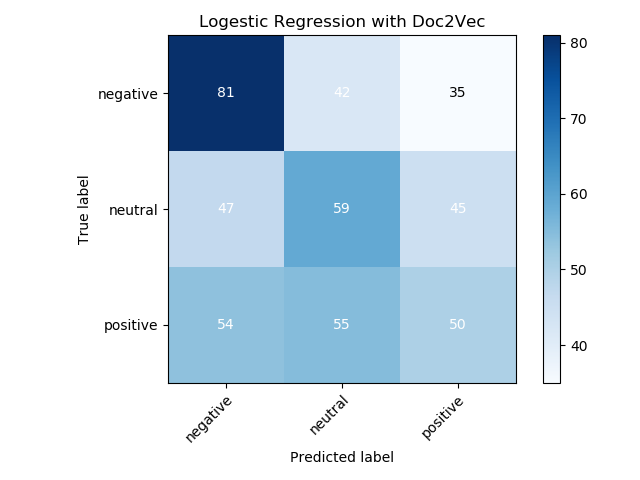 Logestic Regression with Doc2Vec
True label
negative 81 42 35
neutral 47 59 45
positive 54 55 50
negative neutral positive
Predicted label
80
70
60
50
40